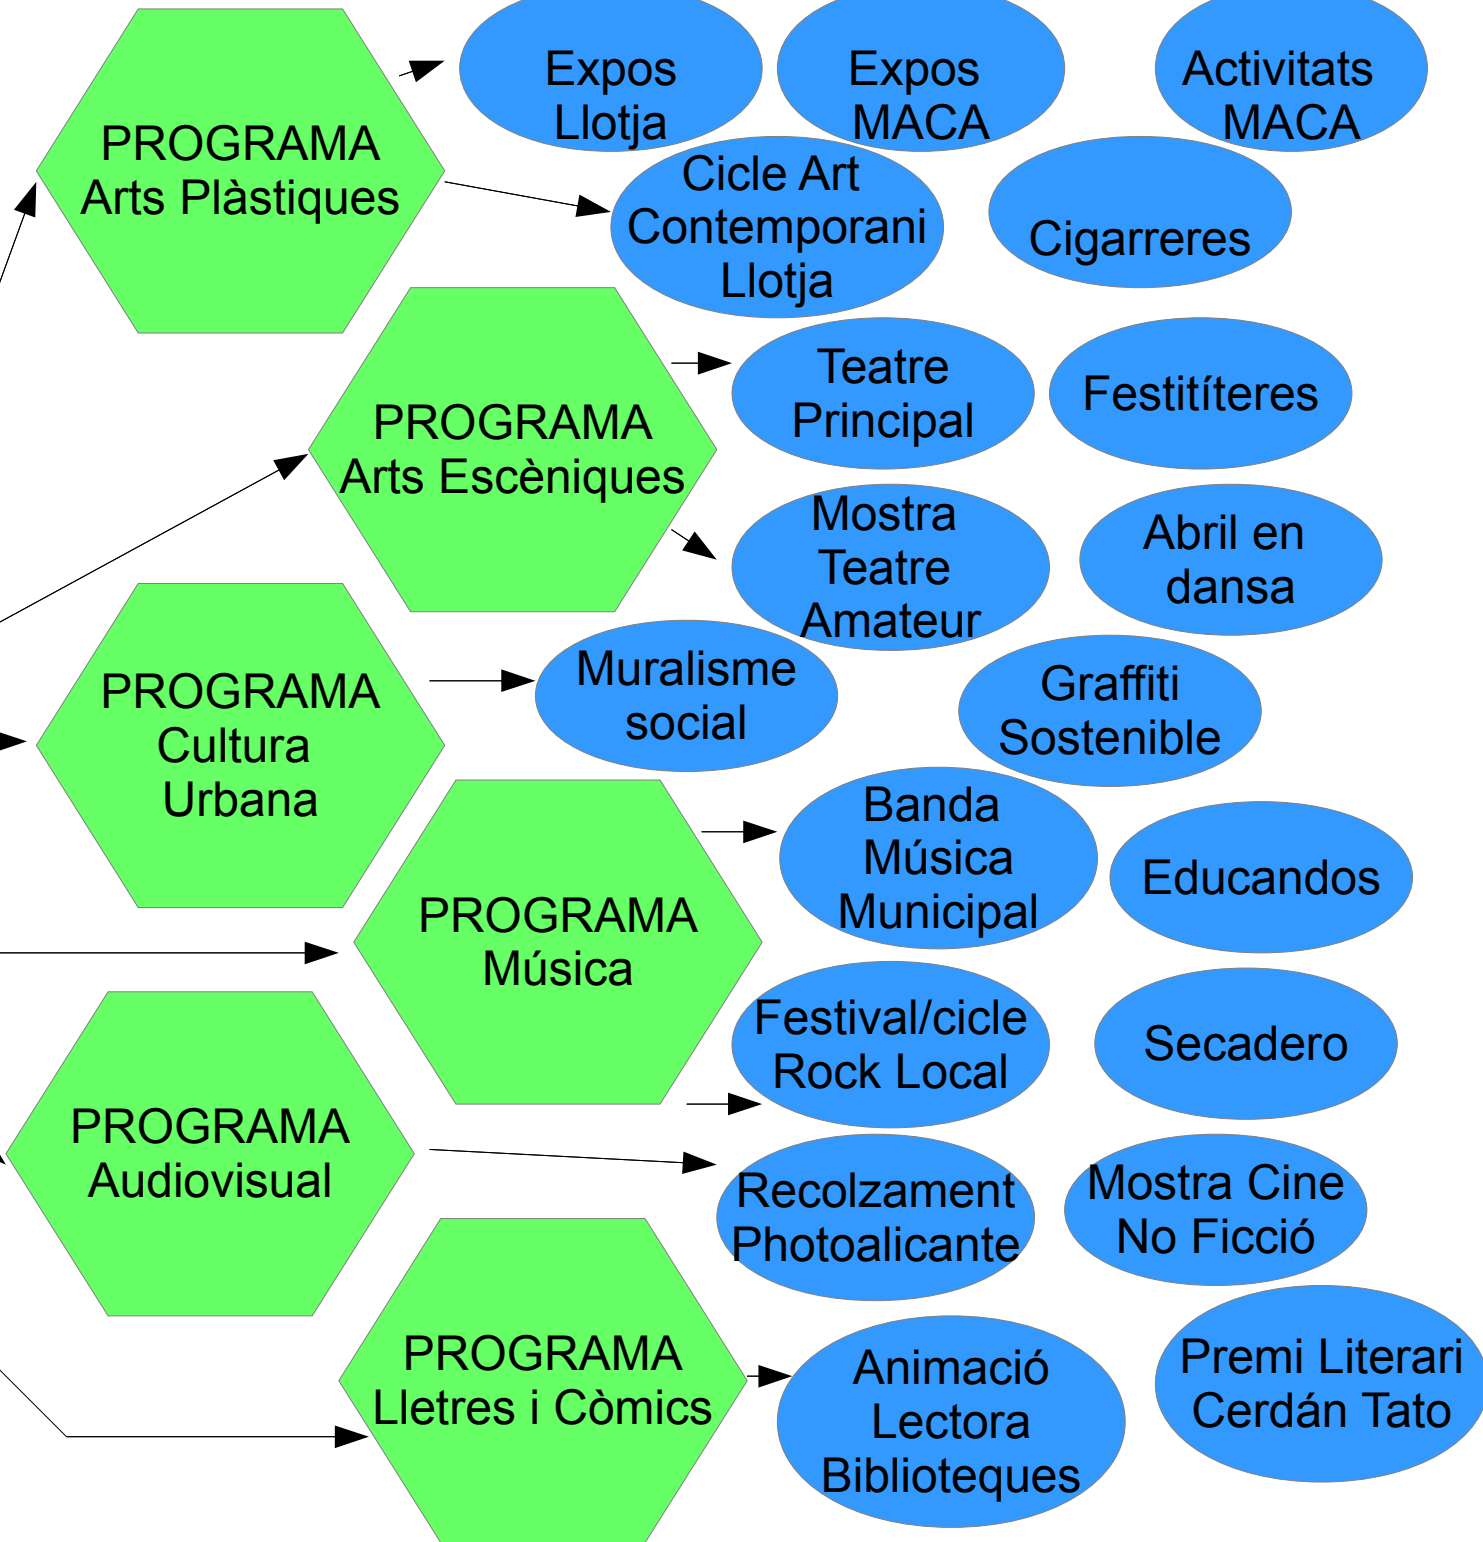 Expos
Llotja
Expos
MACA
Activitats
MACA
PROGRAMA
Arts Plàstiques
Cicle Art
Contemporani
Llotja
Cigarreres
PROGRAMA
Arts Escèniques
Teatre
Principal
Festitíteres
Mostra
Teatre
Amateur
Abril en
dansa
PROGRAMA
Cultura
Urbana
Muralisme
social
Graffiti
Sostenible
PROGRAMA
Música
Banda
Música
Municipal
Educandos
Festival/cicle
Rock Local
Secadero
PROGRAMA
Audiovisual
Recolzament
Photoalicante
Mostra Cine
No Ficció
PROGRAMA
Lletres i Còmics
Animació
Lectora
Biblioteques
Premi Literari
Cerdán Tato